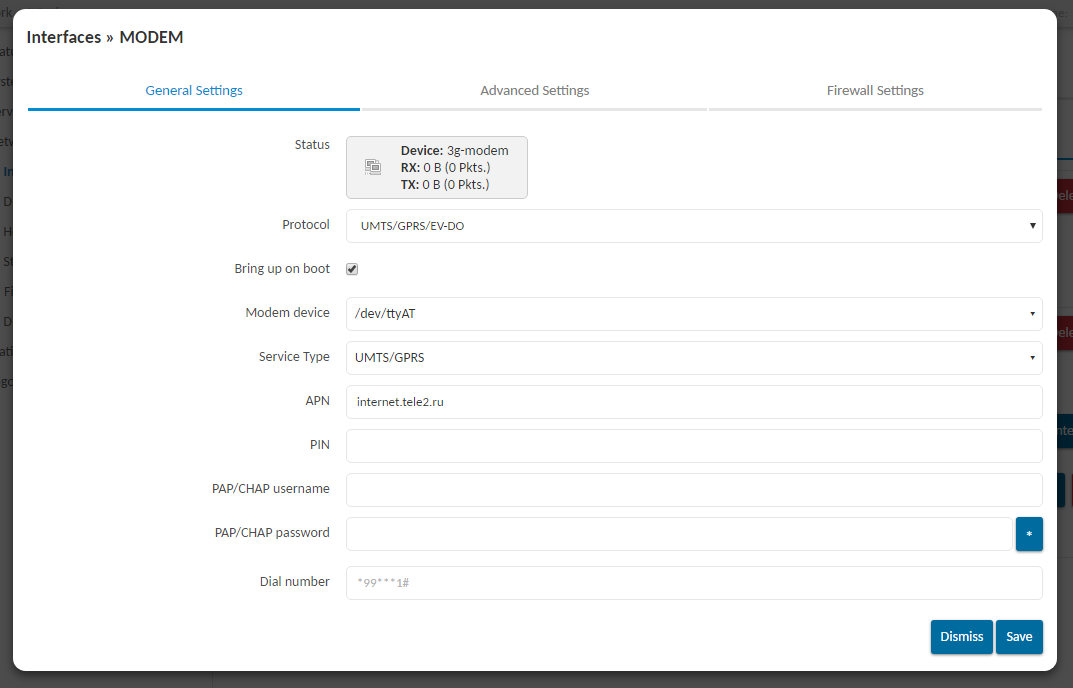 Interfaces » MODEM
General Settings
Advanced Settings
Firewall Settings
Status
Device: 3g-modem
RX: 0 B (0 Pkts.)
TX: 0 B (0 Pkts.)
Protocol
UMTS/GPRS/EV-DO
Bring up on boot
Modem device
/dev/ttyAT
Service Type
UMTS/GPRS
APN
internet.tele2.ru
PIN
PAP/CHAP username
PAP/CHAP password
*
Dial number
*99***1#
Dismiss
Save